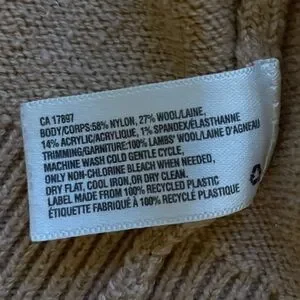 CA 17897
BODY/CORPS:58% NYLON, 27% WOOL/LAINE,
14% ACRYLIC/ACRYLIQUE, 1% SPANDEX/ÉLASTHANNE
TRIMMING/GARNITURE:100% LAMBS' WOOL/LAINE D'AGNEAU
MACHINE WASH COLD GENTLE CYCLE.
ONLY NON-CHLORINE BLEACH WHEN NEEDED,
DRY FLAT, COOL IRON, OR DRY CLEAN.
LABEL MADE FROM 100% RECYCLED PLASTIC
ÉTIQUETTE FABRIQUÉ À 100% RECYCLÉ PLASTIQUE